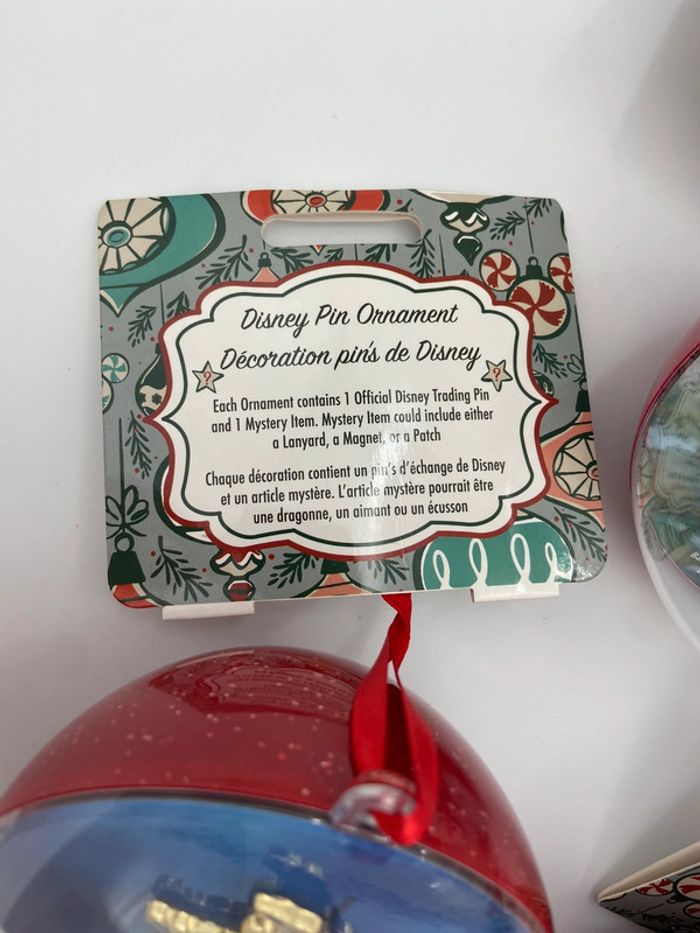 Disney Pin Ornament
Décoration pin's de Disney
? ?
Each Ornament contains 1 Official Disney Trading Pin
and 1 Mystery Item. Mystery Item could include either
a Lanyard, a Magnet, or a Patch
Chaque décoration contient un pin's d'échange de Disney
et un article mystère. L'article mystère pourrait être
une dragonne, un aimant ou un écusson